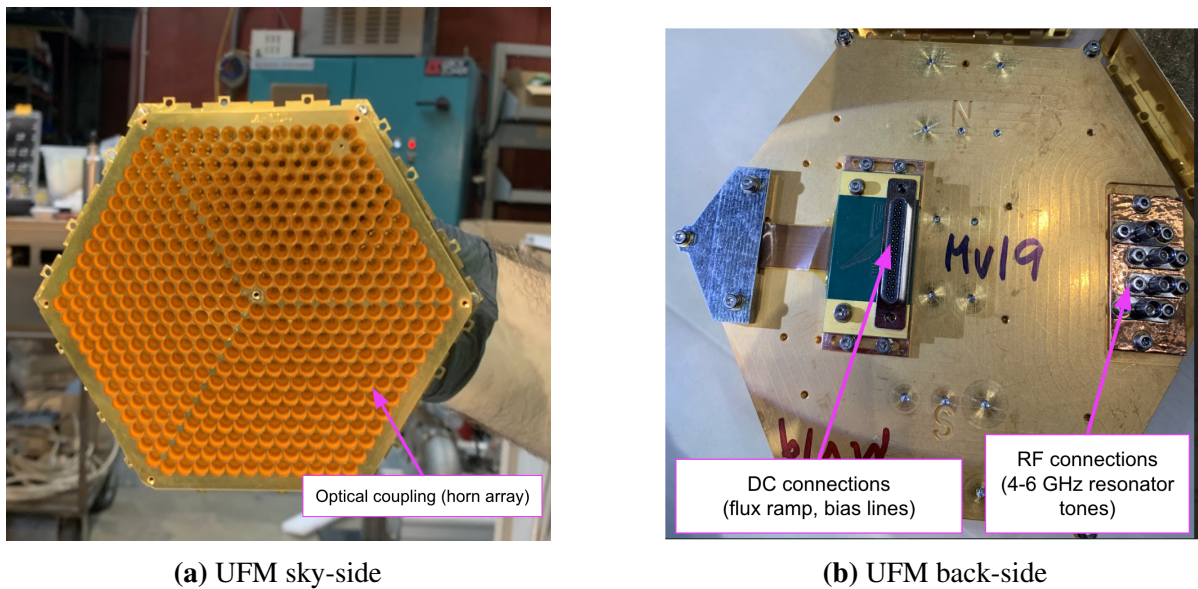 Optical coupling (horn array)
N
Mv19
S
Mv19
DC connections
(flux ramp, bias lines)
RF connections
(4-6 GHz resonator
tones)
(a) UFM sky-side
(b) UFM back-side